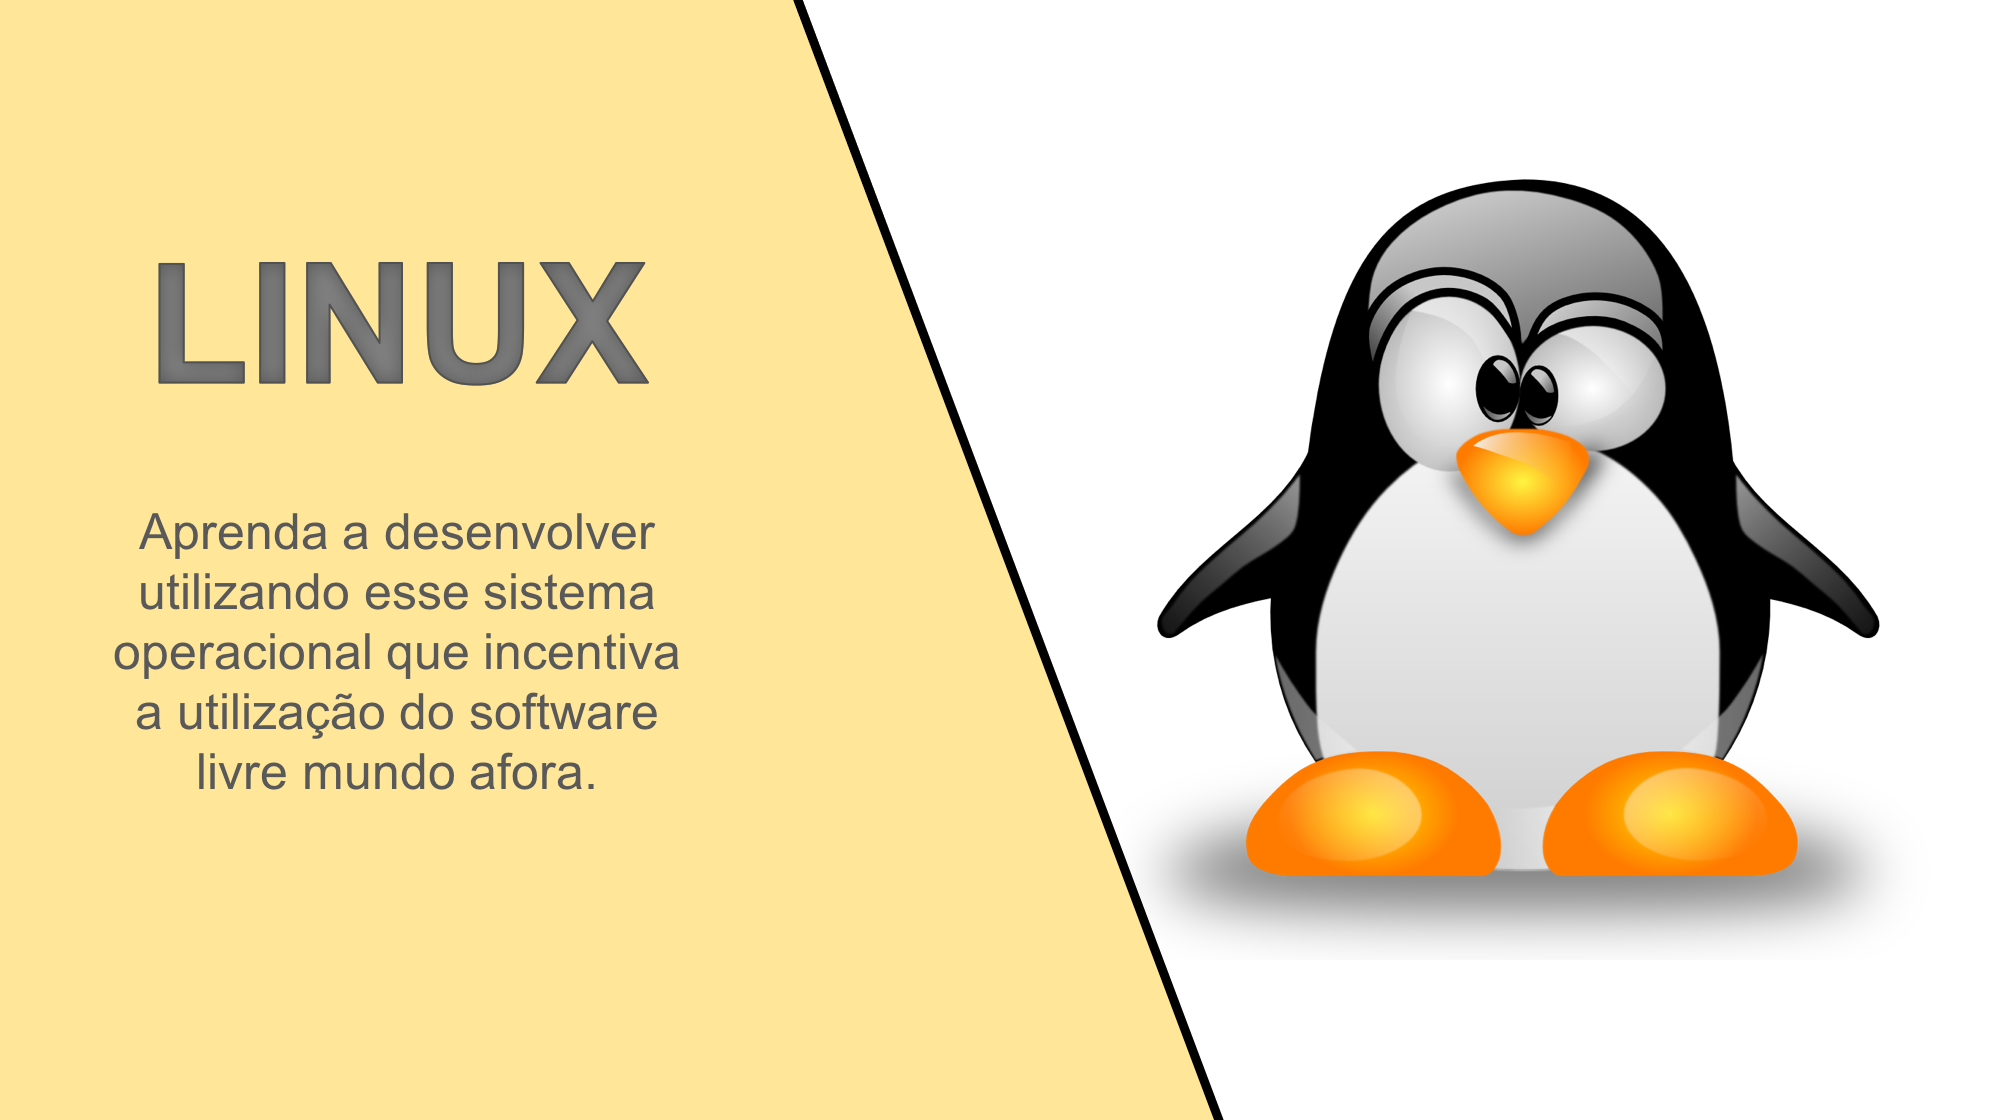 LINUX
Aprenda a desenvolver
utilizando esse sistema
operacional que incentiva
a utilização do software
livre mundo afora.